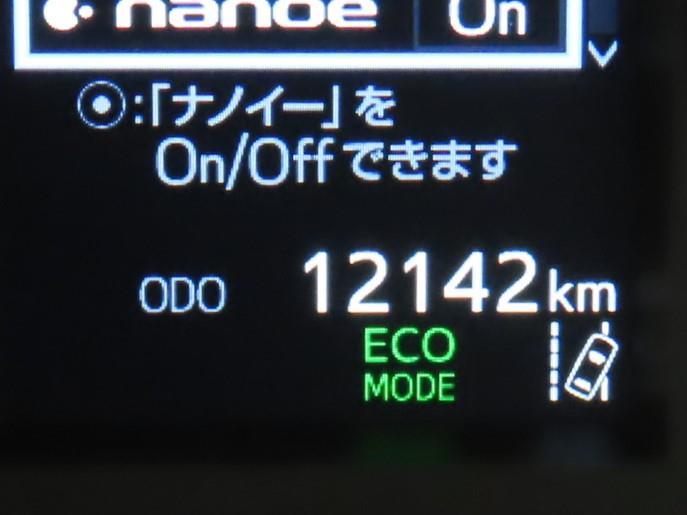 nanoe On
⦿:「ナノイー」を
On/Offできます
ODO 12142km
ECO
MODE